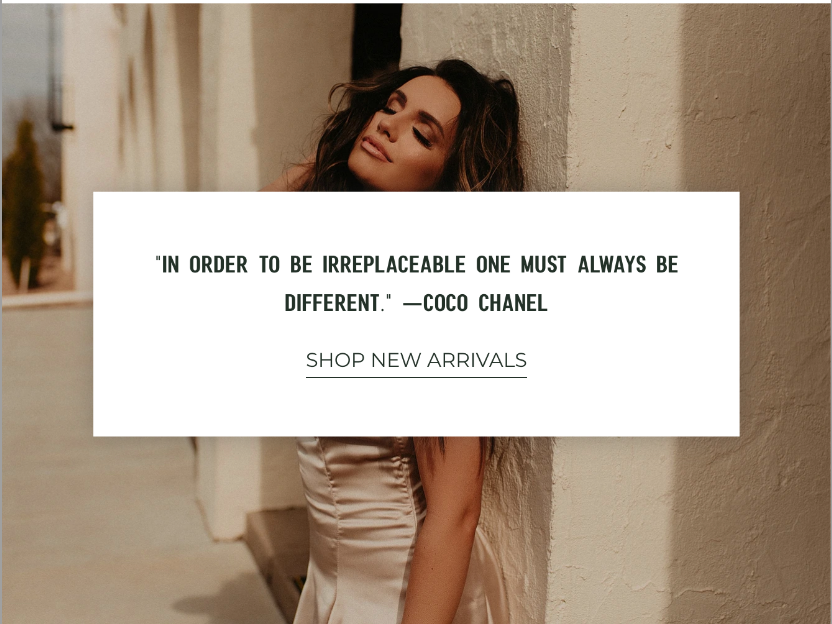 "IN ORDER TO BE IRREPLACEABLE ONE MUST ALWAYS BE
DIFFERENT." —COCO CHANEL
SHOP NEW ARRIVALS